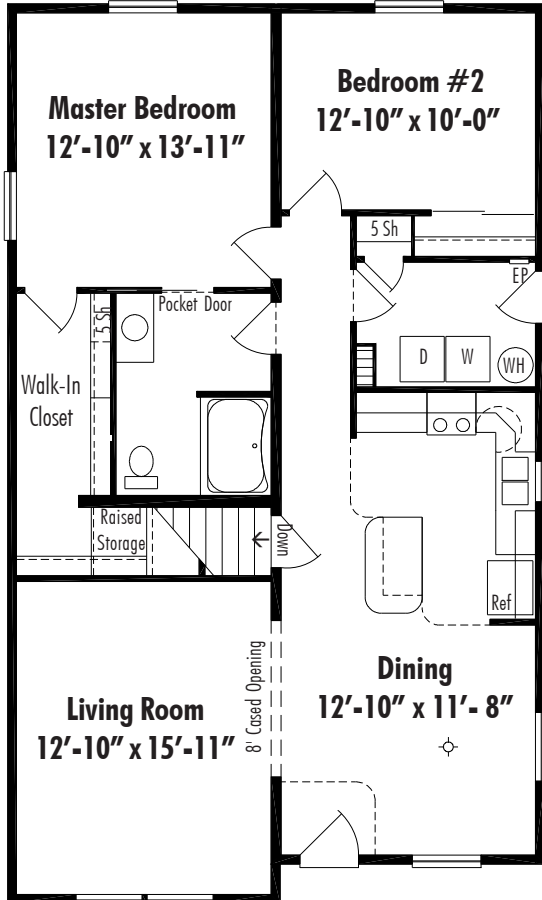 Master Bedroom
12’-10” x 13’-11”
Bedroom #2
12’-10” x 10’-0”
5 Sh
EP
Pocket Door
5 Sh
D
W
WH
Walk-In
Closet
Raised
Storage
Down
Ref
8' Cased Opening
Living Room
12’-10” x 15’-11”
Dining
12’-10” x 11’- 8”